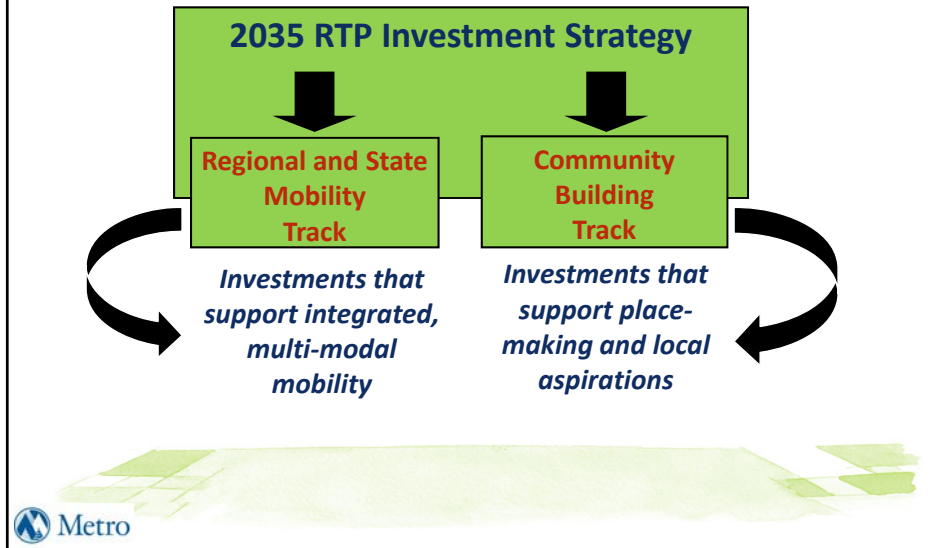 2035 RTP Investment Strategy
Regional and State
Mobility
Track
Investments that
support integrated,
multi-modal
mobility
Community
Building
Track
Investments that
support place-
making and local
aspirations
Metro